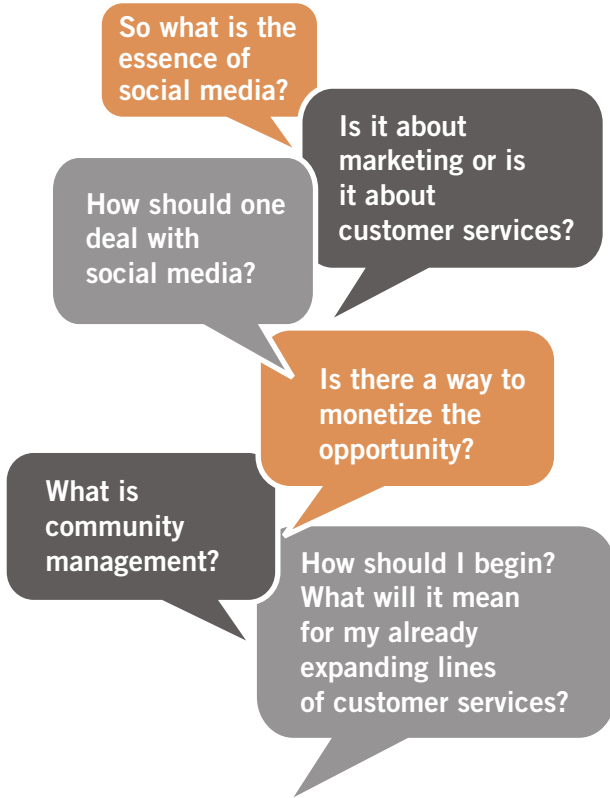 So what is the
essence of
social media?
Is it about
marketing or is
it about
customer services?
How should one
deal with
social media?
Is there a way to
monetize the
opportunity?
What is
community
management?
How should I begin?
What will it mean
for my already
expanding lines
of customer services?